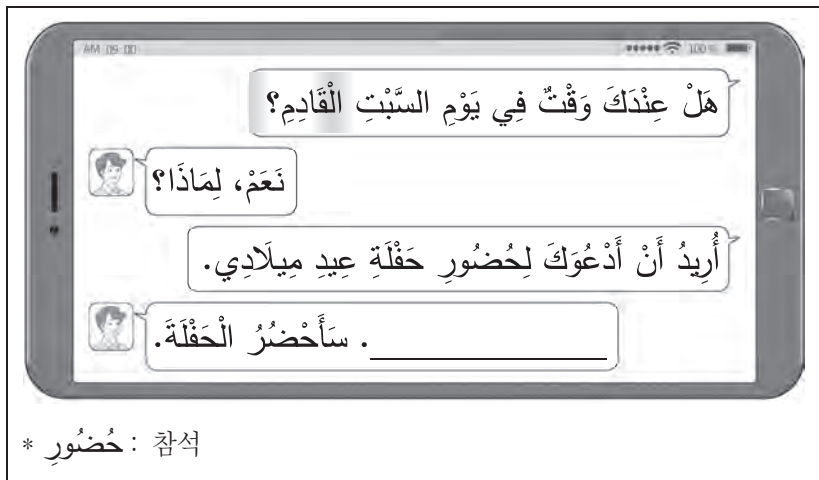 AM 09:00 100%
هَلْ عِنْدَكَ وَقْتٌ فِي يَوْمِ السَّبْتِ الْقَادِمِ؟
نَعَمْ، لِمَاذَا؟
أُرِيدُ أَنْ أَدْعُوَكَ لِحُضُورِ حَفْلَةِ عِيدِ مِيلَادِي.
. سَأَحْضُرُ الْحَفْلَةَ.
* حُضُورِ : 참석